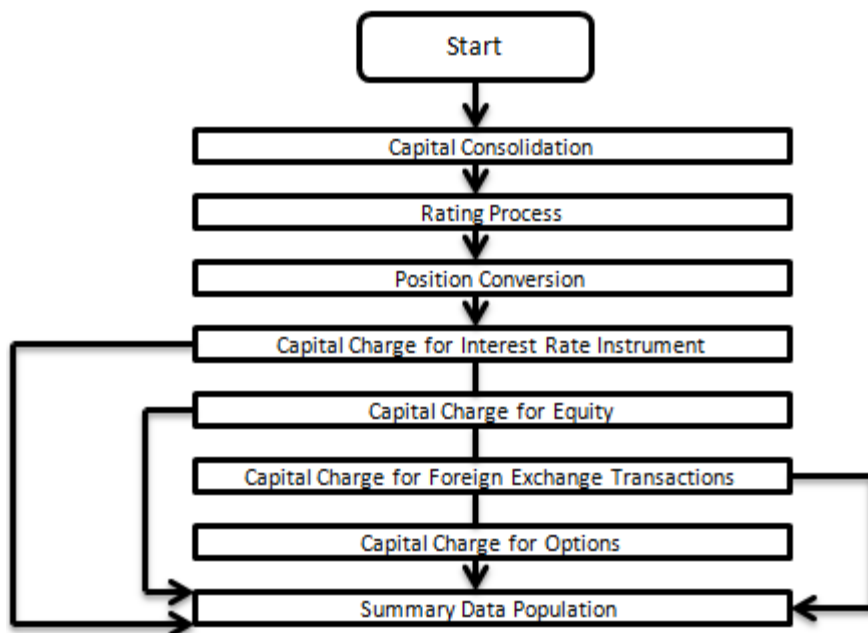 Start
Capital Consolidation
Rating Process
Position Conversion
Capital Charge for Interest Rate Instrument
Capital Charge for Equity
Capital Charge for Foreign Exchange Transactions
Capital Charge for Options
Summary Data Population